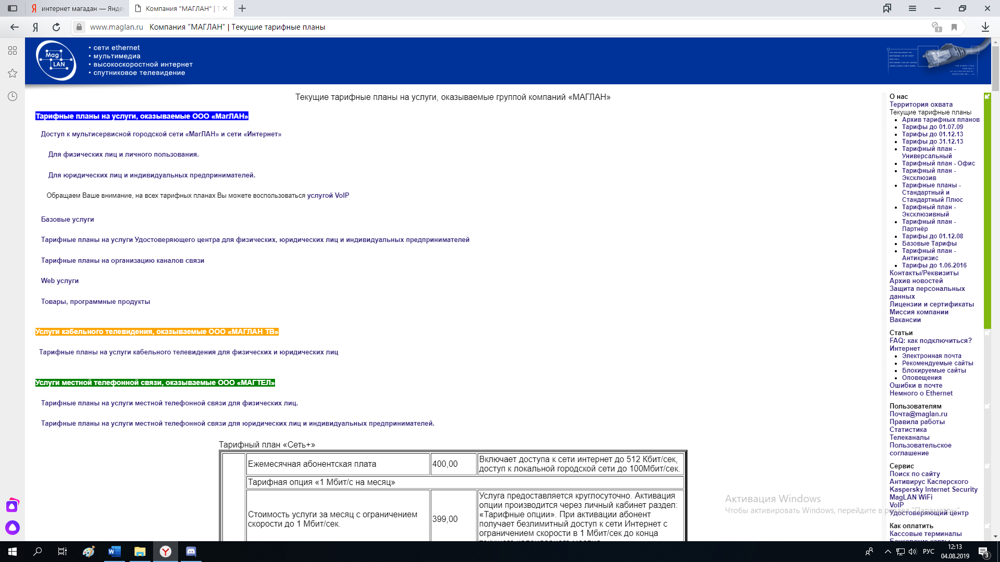 интернет магадан — Янде
Компания "МАГЛАН" | Т
www.maglan.ru Компания "МАГЛАН" | Текущие тарифные планы
1
Mag
LAN
• сети ethernet
• мультимедиа
• высокоскоростной интернет
• спутниковое телевидение
Текущие тарифные планы на услуги, оказываемые группой компаний «МАГЛАН»
Тарифные планы на услуги, оказываемые ООО «МагЛАН»
Доступ к мультисервисной городской сети «МагЛАН» и сети «Интернет»
Для физических лиц и личного пользования.
Для юридических лиц и индивидуальных предпринимателей.
Обращаем Ваше внимание, на всех тарифных планах Вы можете воспользоваться услугой VoIP
Базовые услуги
Тарифные планы на услуги Удостоверяющего центра для физических, юридических лиц и индивидуальных предпринимателей
Тарифные планы на организацию каналов связи
Web услуги
Товары, программные продукты
Услуги кабельного телевидения, оказываемые ООО «МАГЛАН ТВ»
Тарифные планы на услуги кабельного телевидения для физических и юридических лиц
Услуги местной телефонной связи, оказываемые ООО «МАГТЕЛ»
Тарифные планы на услуги местной телефонной связи для физических лиц.
Тарифные планы на услуги местной телефонной связи для юридических лиц и индивидуальных предпринимателей.
Тарифный план «Сеть+»
Ежемесячная абонентская плата
400,00
Включает доступа к сети интернет до 512 Кбит/сек,
доступ к локальной городской сети до 100Мбит/сек.
Тарифная опция «1 Мбит/с на месяц»
Стоимость услуги за месяц с ограничением
скорости до 1 Мбит/сек.
399,00
Услуга предоставляется круглосуточно. Активация
опции производится через личный кабинет раздел:
«Тарифные опции». При активации абонент
получает безлимитный доступ к сети Интернет с
ограничением скорости в 1 Мбит/сек до конца
О нас
Территория охвата
Текущие тарифные планы
• Архив тарифных планов
• Тарифы до 01.07.09
• Тарифы до 01.12.13
• Тарифы до 31.12.13
• Тарифный план -
Универсальный
• Тарифный план - Офис
• Тарифный план -
Эксклюзив
• Тарифные планы -
Стандартный и
Стандартный Плюс
• Тарифный план -
Эксклюзивный
• Тарифный план -
Партнёр
• Тарифы до 01.12.08
• Базовые Тарифы
• Тарифный план -
Антикризис
• Тарифы до 1.06.2016
Контакты/Реквизиты
Архив новостей
Защита персональных
данных
Лицензии и сертификаты
Миссия компании
Вакансии
Статьи
FAQ: как подключиться?
Интернет
• Электронная почта
• Рекомендуемые сайты
• Блокируемые сайты
• Оповещения
Ошибки в почте
Немного о Ethernet
Пользователям
Почта@maglan.ru
Правила работы
Статистика
Телеканалы
Пользовательское
соглашение
Сервис
Поиск по сайту
Антивирус Касперского
Kaspersky Internet Security
MagLAN WiFi
VoIP
Удостоверяющий центр
Как оплатить
Кассовые терминалы
Банковские карты
Активация Windows
Чтобы активировать Windows, перейдите в раздел "Параметры".
РУС
12:13
04.08.2019
3